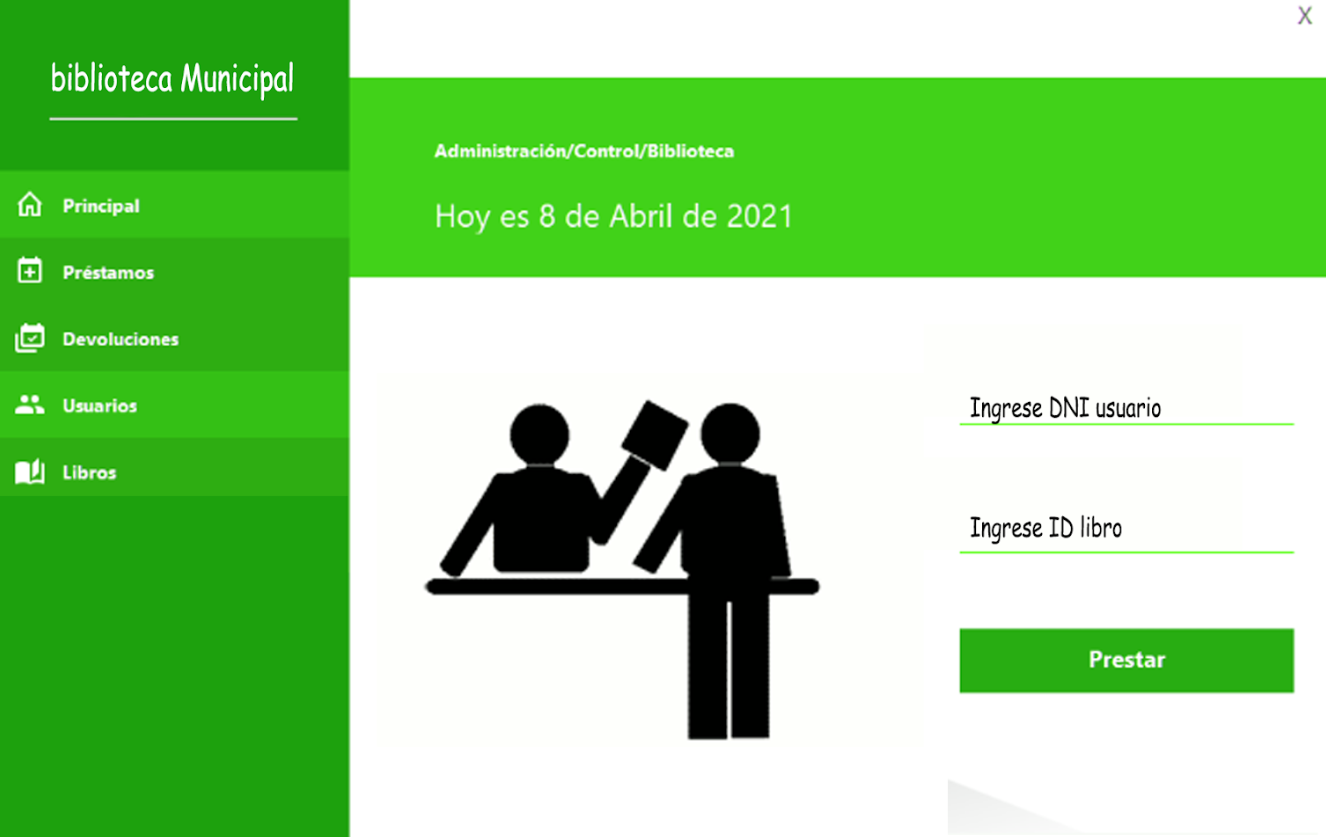 X
biblioteca Municipal
Administración/Control/Biblioteca
Hoy es 8 de Abril de 2021
Principal
Préstamos
Devoluciones
Usuarios
Libros
Ingrese DNI usuario
Ingrese ID libro
Prestar